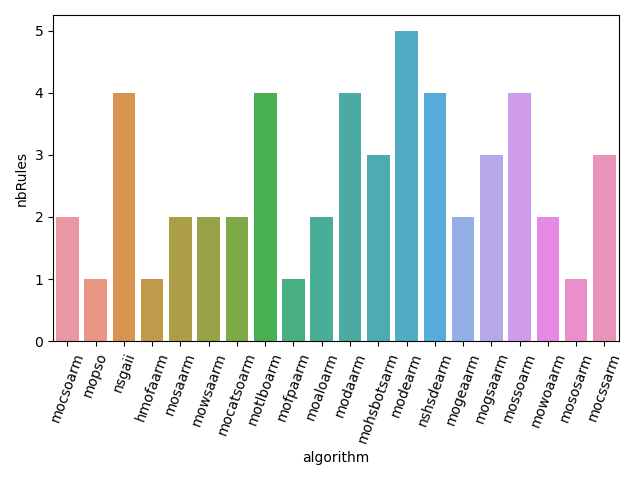 nbRules
5
4
3
2
1
0
mocsoarm
mopso
nsgaii
hmofaarm
mosaarm
mowsaarm
mocatsoarm
motlboarm
mofpaarm
moaloarm
modaarm
mohsbotsarm
modearm
nshsdearm
mogeaarm
mogsaarm
mossoarm
mowoaarm
mososarm
mocssarm
algorithm